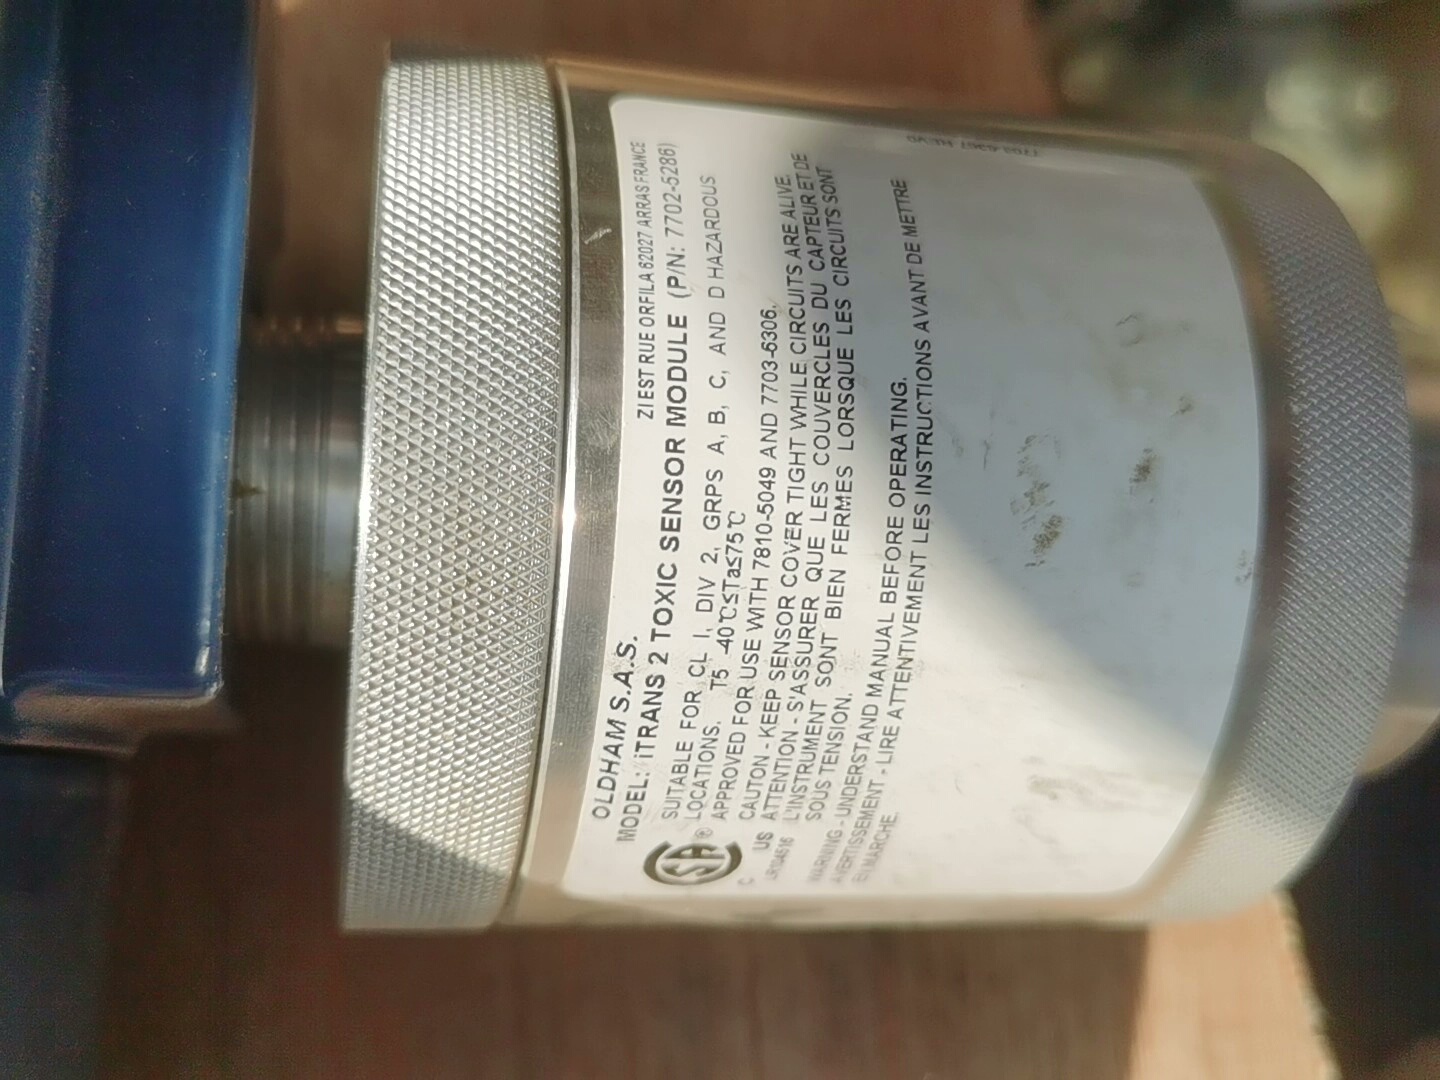 OLDHAM S.A.S.
ZI EST RUE ORFILA 62027 ARRAS FRANCE
MODEL: iTRANS 2 TOXIC SENSOR MODULE (P/N: 7702-5286)
SUITABLE FOR CL I, DIV 2, GRPS A, B, C, AND D HAZARDOUS
LOCATIONS. T5 -40℃≤Ta≤75℃
APPROVED FOR USE WITH 7810-5049 AND 7703-6306.
CAUTON - KEEP SENSOR COVER TIGHT WHILE CIRCUITS ARE ALIVE.
ATTENTION - S'ASSURER QUE LES COUVERCLES DU CAPTEUR ET DE
L'INSTRUMENT SONT BIEN FERMES LORSQUE LES CIRCUITS SONT
SOUS TENSION.
WARNING - UNDERSTAND MANUAL BEFORE OPERATING.
AVERTISSEMENT - LIRE ATTENTIVEMENT LES INSTRUCTIONS AVANT DE METTRE
EN MARCHE.
SA ®
C US